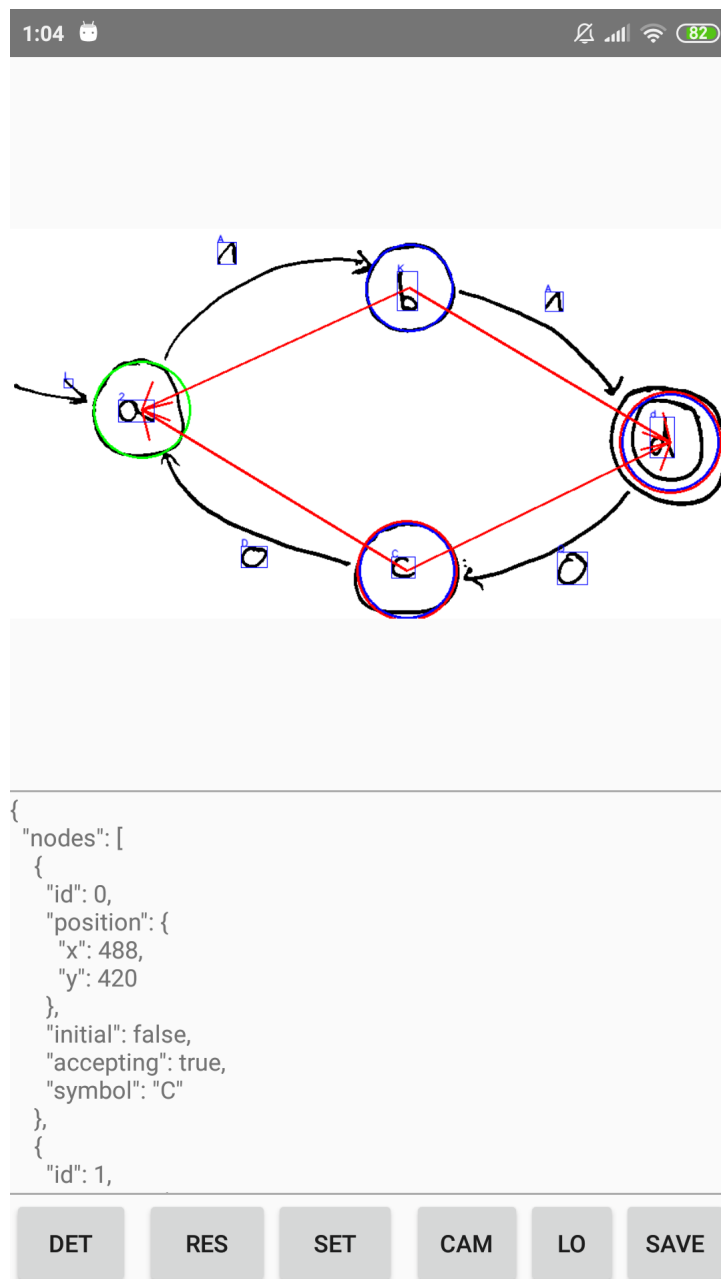 1:04
82
A
K
b
A
L
2
a
d
d
D
C
c
{
"nodes": [
{
"id": 0,
"position": {
"x": 488,
"y": 420
},
"initial": false,
"accepting": true,
"symbol": "C"
},
{
"id": 1,
DET RES SET CAM LO SAVE